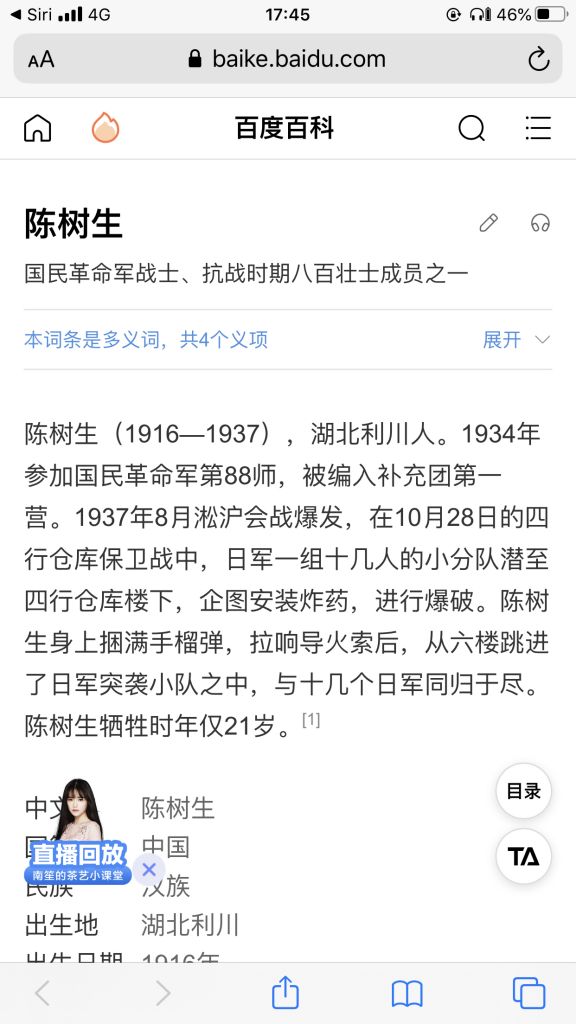 Siri 4G 17:45 46%
AA baike.baidu.com
百度百科
陈树生
国民革命军战士、抗战时期八百壮士成员之一
本词条是多义词，共4个义项 展开
陈树生（1916—1937），湖北利川人。1934年
参加国民革命军第88师，被编入补充团第一
营。1937年8月淞沪会战爆发，在10月28日的四
行仓库保卫战中，日军一组十几人的小分队潜至
四行仓库楼下，企图安装炸药，进行爆破。陈树
生身上捆满手榴弹，拉响导火索后，从六楼跳进
了日军突袭小队之中，与十几个日军同归于尽。
陈树生牺牲时年仅21岁。[1]
目录
中文 陈树生
中国
直播回放
南笙的茶艺小课堂
TA
民族 汉族
出生地 湖北利川
出生日期 1916年